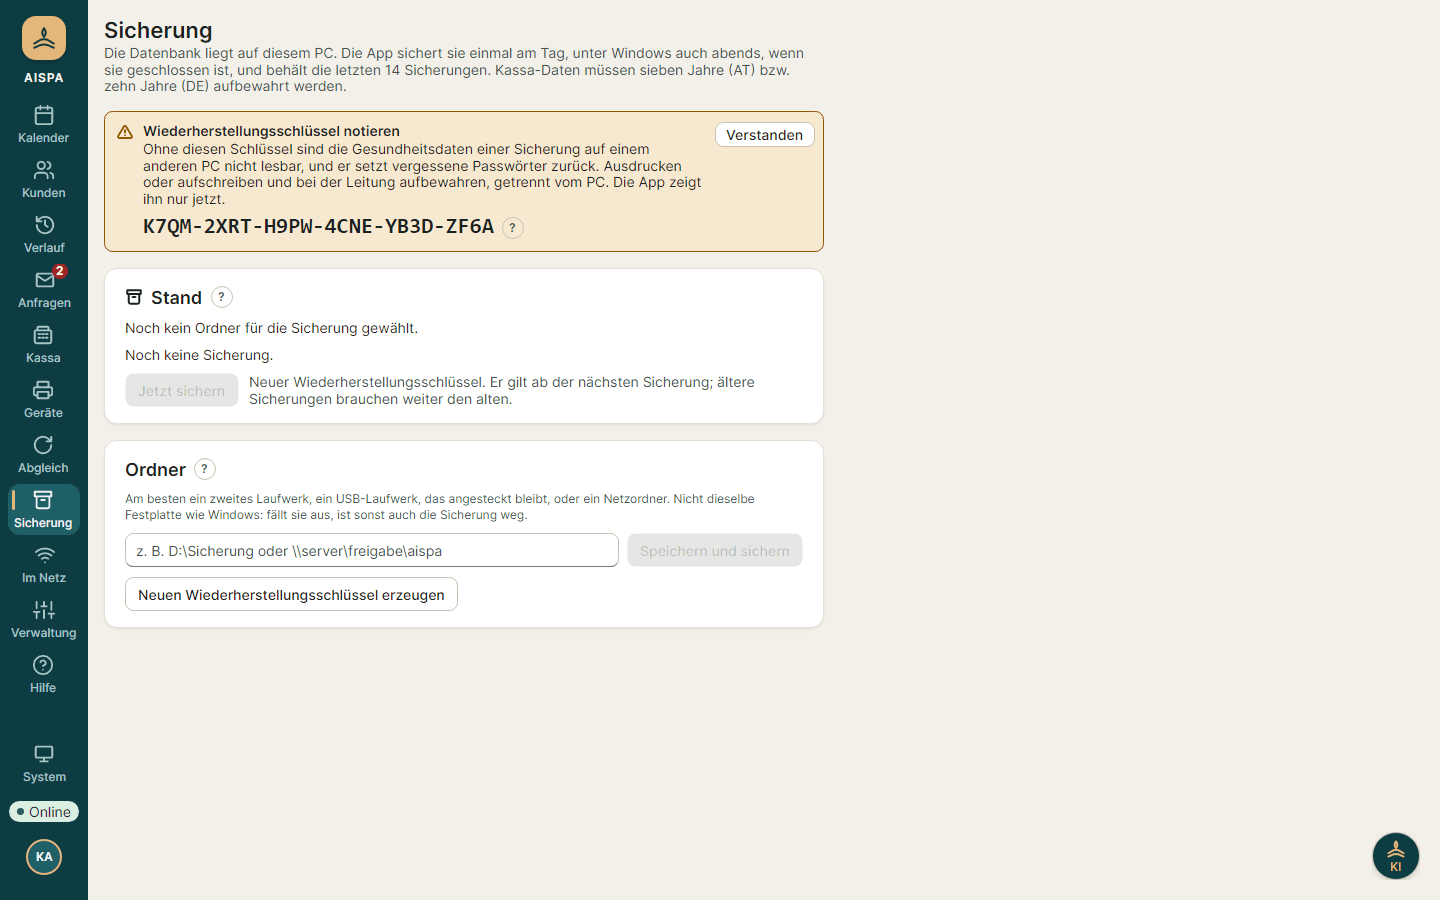 AISPA
Kalender
Kunden
Verlauf
2
Anfragen
Kassa
Geräte
Abgleich
Sicherung
Im Netz
Verwaltung
Hilfe
System
Online
KA
Sicherung
Die Datenbank liegt auf diesem PC. Die App sichert sie einmal am Tag, unter Windows auch abends, wenn
sie geschlossen ist, und behält die letzten 14 Sicherungen. Kassa-Daten müssen sieben Jahre (AT) bzw.
zehn Jahre (DE) aufbewahrt werden.
Wiederherstellungsschlüssel notieren
Verstanden
Ohne diesen Schlüssel sind die Gesundheitsdaten einer Sicherung auf einem
anderen PC nicht lesbar, und er setzt vergessene Passwörter zurück. Ausdrucken
oder aufschreiben und bei der Leitung aufbewahren, getrennt vom PC. Die App zeigt
ihn nur jetzt.
K7QM-2XRT-H9PW-4CNE-YB3D-ZF6A ?
Stand ?
Noch kein Ordner für die Sicherung gewählt.
Noch keine Sicherung.
Jetzt sichern
Neuer Wiederherstellungsschlüssel. Er gilt ab der nächsten Sicherung; ältere
Sicherungen brauchen weiter den alten.
Ordner ?
Am besten ein zweites Laufwerk, ein USB-Laufwerk, das angesteckt bleibt, oder ein Netzordner. Nicht dieselbe
Festplatte wie Windows: fällt sie aus, ist sonst auch die Sicherung weg.
z. B. D:\Sicherung oder \\server\freigabe\aispa
Speichern und sichern
Neuen Wiederherstellungsschlüssel erzeugen
KI